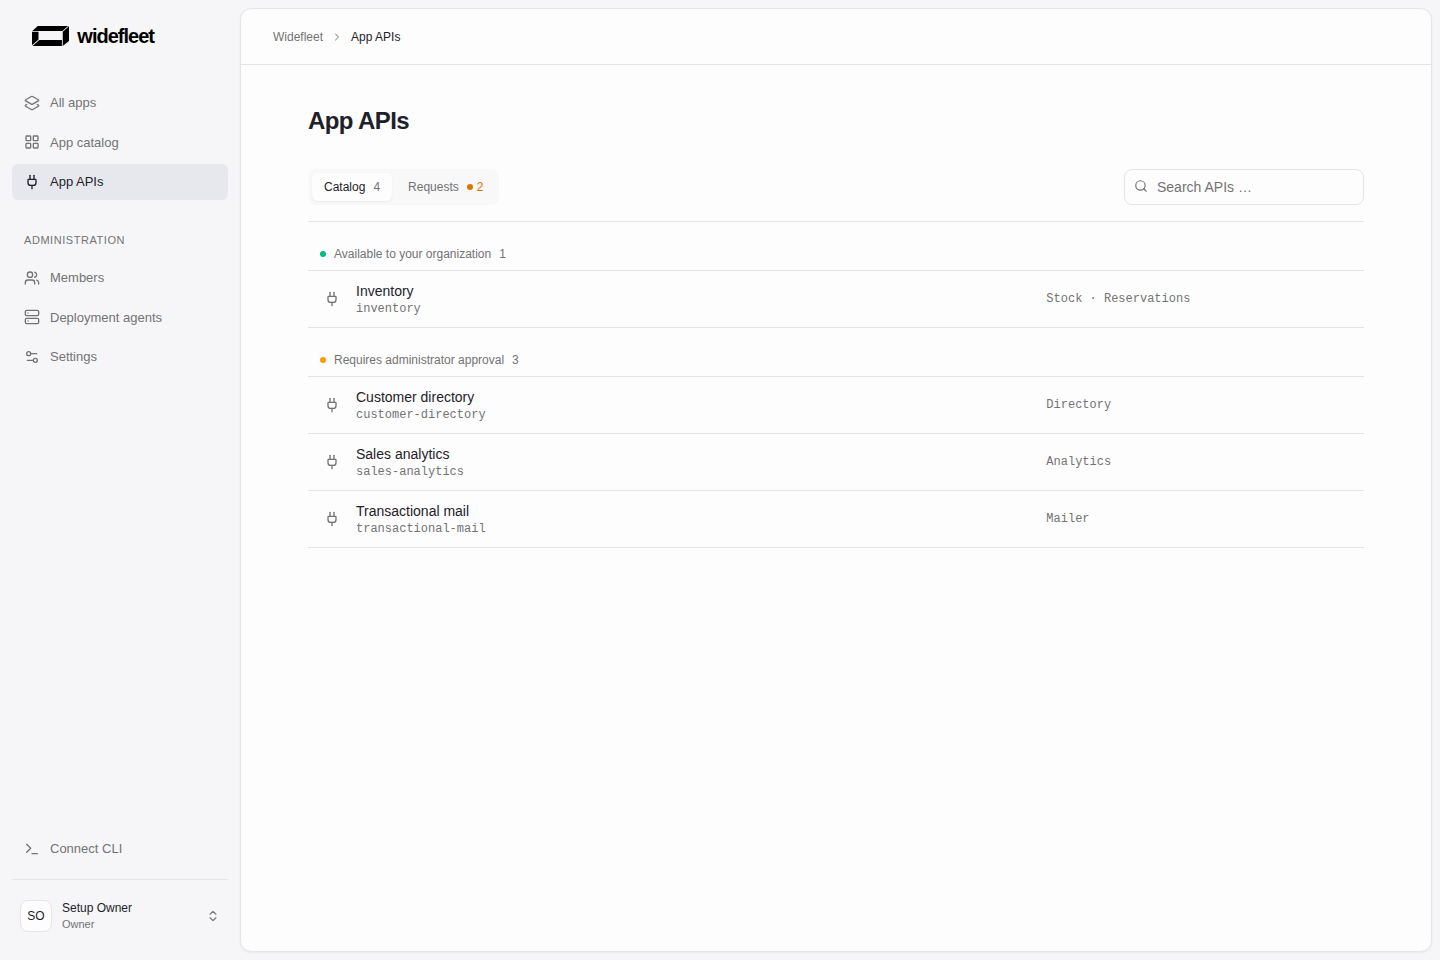 widefleet
All apps
App catalog
App APIs
ADMINISTRATION
Members
Deployment agents
Settings
Connect CLI
SO
Setup Owner
Owner
Widefleet > App APIs
App APIs
Catalog 4 Requests 2
Search APIs …
Available to your organization 1
Inventory
inventory
Stock · Reservations
Requires administrator approval 3
Customer directory
customer-directory
Directory
Sales analytics
sales-analytics
Analytics
Transactional mail
transactional-mail
Mailer